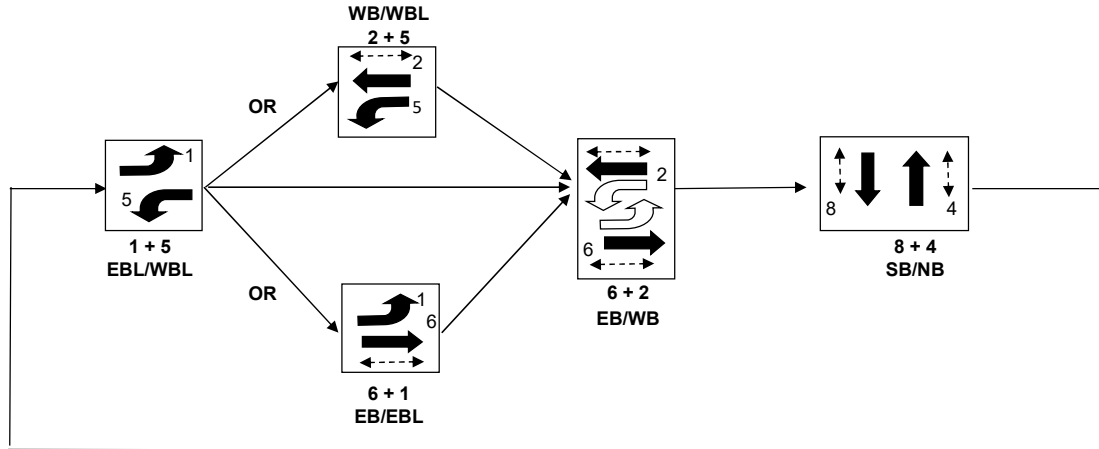 WB/WBL
2 + 5
2
5
OR
1
5
1 + 5
EBL/WBL
2
6
6 + 2
EB/WB
8
4
8 + 4
SB/NB
OR
1
6
6 + 1
EB/EBL